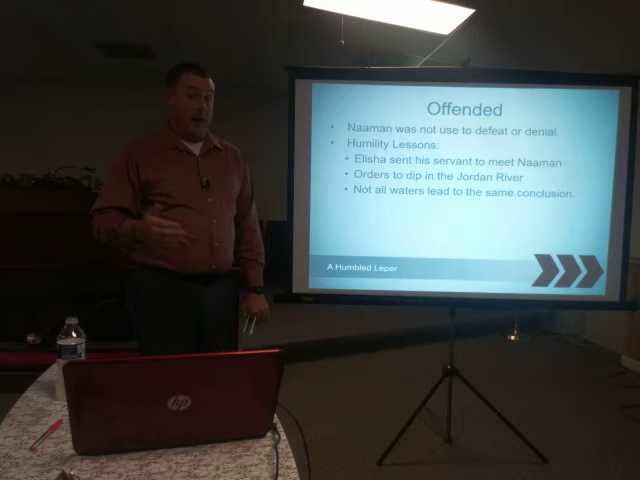 Offended
• Naaman was not use to defeat or denial.
• Humility Lessons:
• Elisha sent his servant to meet Naaman
• Orders to dip in the Jordan River
• Not all waters lead to the same conclusion.
A Humbled Leper
hp